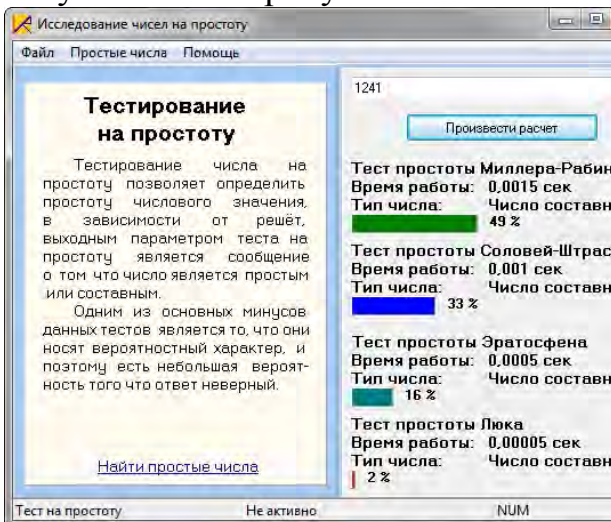 Исследование чисел на простоту
Файл Простые числа Помощь
Тестирование
на простоту
Тестирование числа на
простоту позволяет определить
простоту числового значения,
в зависимости от решёт,
выходным параметром теста на
простоту является сообщение
о том что число является простым
или составным.
Одним из основных минусов
данных тестов является то, что они
носят вероятностный характер, и
поэтому есть небольшая вероят-
ность того что ответ неверный.
Найти простые числа
1241
Произвести расчет
Тест простоты Миллера-Рабин
Время работы: 0,0015 сек
Тип числа: Число составн
49 %
Тест простоты Соловей-Штрас
Время работы: 0,001 сек
Тип числа: Число составн
33 %
Тест простоты Эратосфена
Время работы: 0,0005 сек
Тип числа: Число составн
16 %
Тест простоты Люка
Время работы: 0,00005 сек
Тип числа: Число составн
2 %
Тест на простоту Не активно NUM